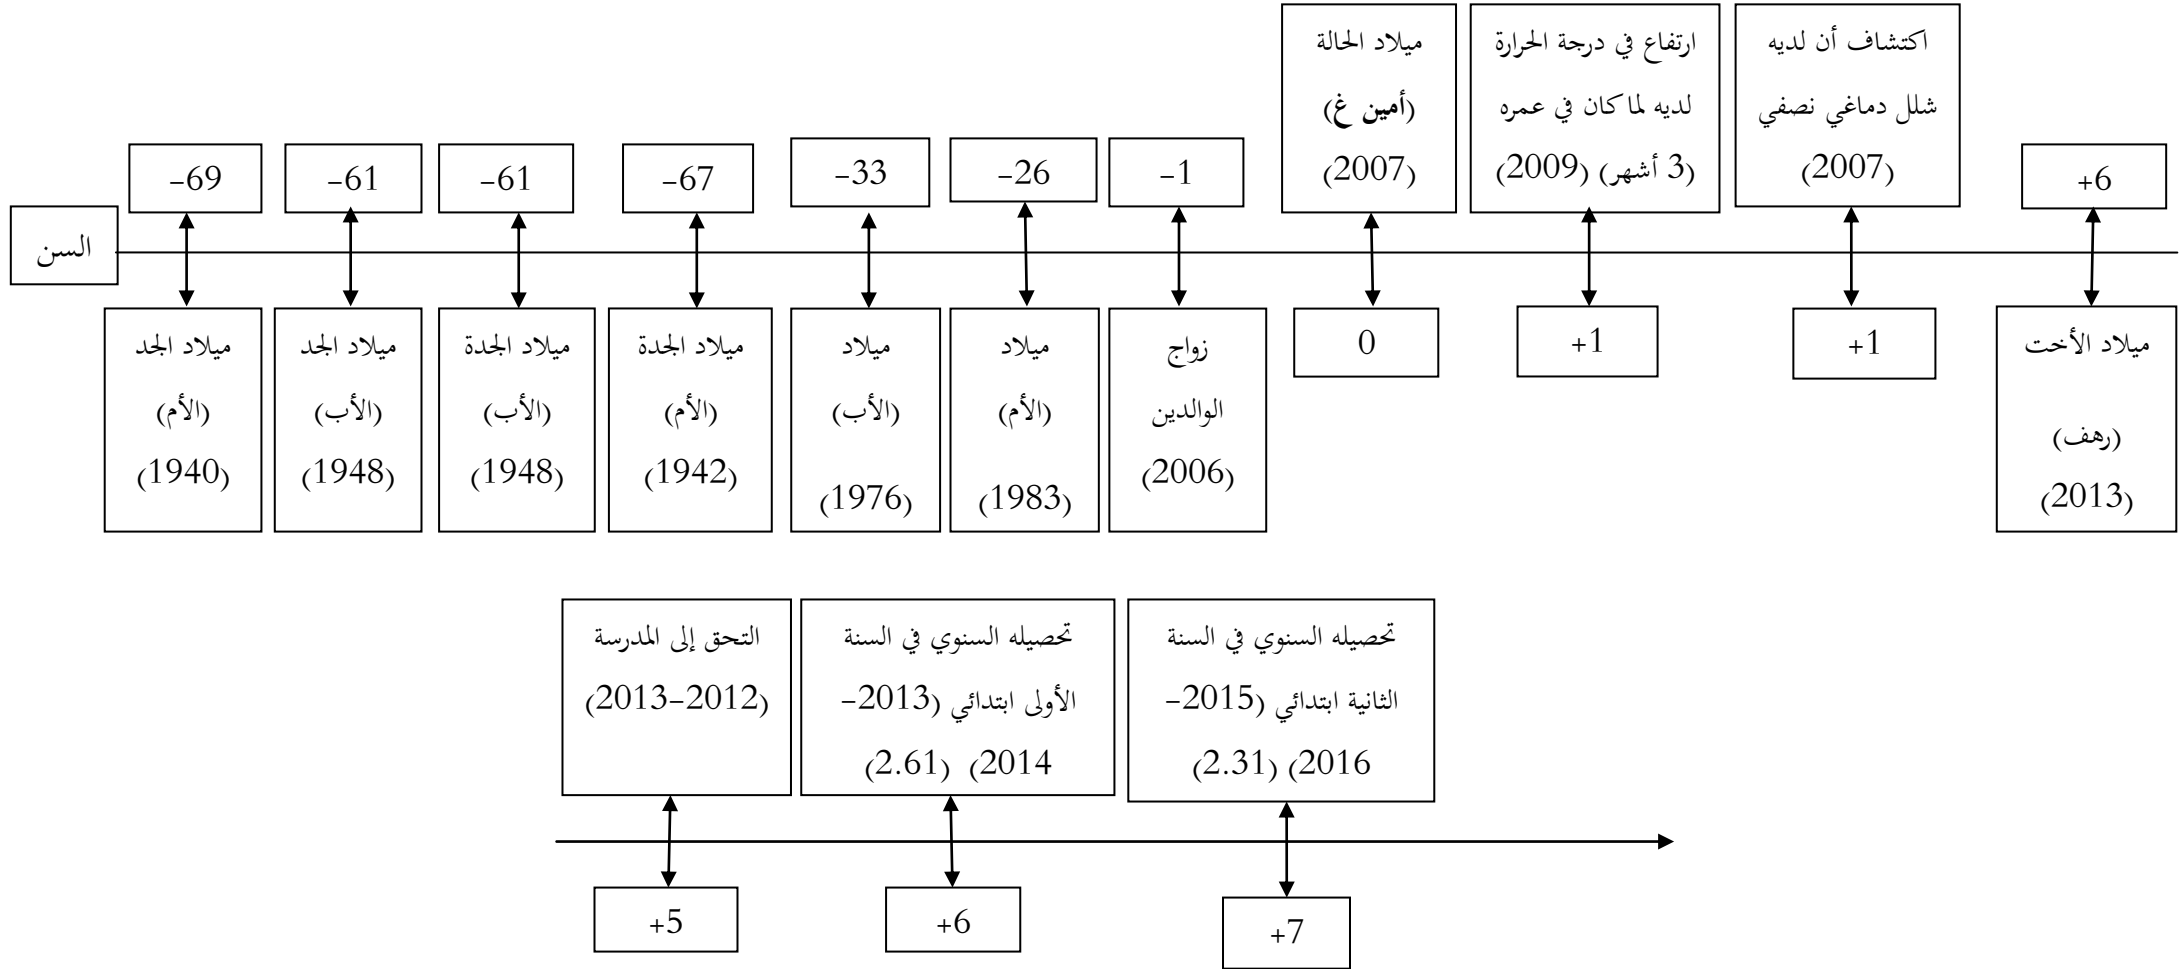 السن
-69
-61
-61
-67
-33
-26
-1
ميلاد الحالة
(أمين غ)
(2007)
ارتفاع في درجة الحرارة
لديه لما كان في عمره
(3 أشهر) (2009)
اكتشاف أن لديه
شلل دماغي نصفي
(2007)
+6
ميلاد الجد
(الأم)
(1940)
ميلاد الجد
(الأب)
(1948)
ميلاد الجدة
(الأب)
(1948)
ميلاد الجدة
(الأم)
(1942)
ميلاد
(الأب)
(1976)
ميلاد
(الأم)
(1983)
زواج
الوالدين
(2006)
0
+1
+1
ميلاد الأخت
(رهف)
(2013)
التحق إلى المدرسة
(2012-2013)
تحصيله السنوي في السنة
الأولى ابتدائي (2013-
2014) (2.61)
تحصيله السنوي في السنة
الثانية ابتدائي (2015-
2016) (2.31)
+5
+6
+7